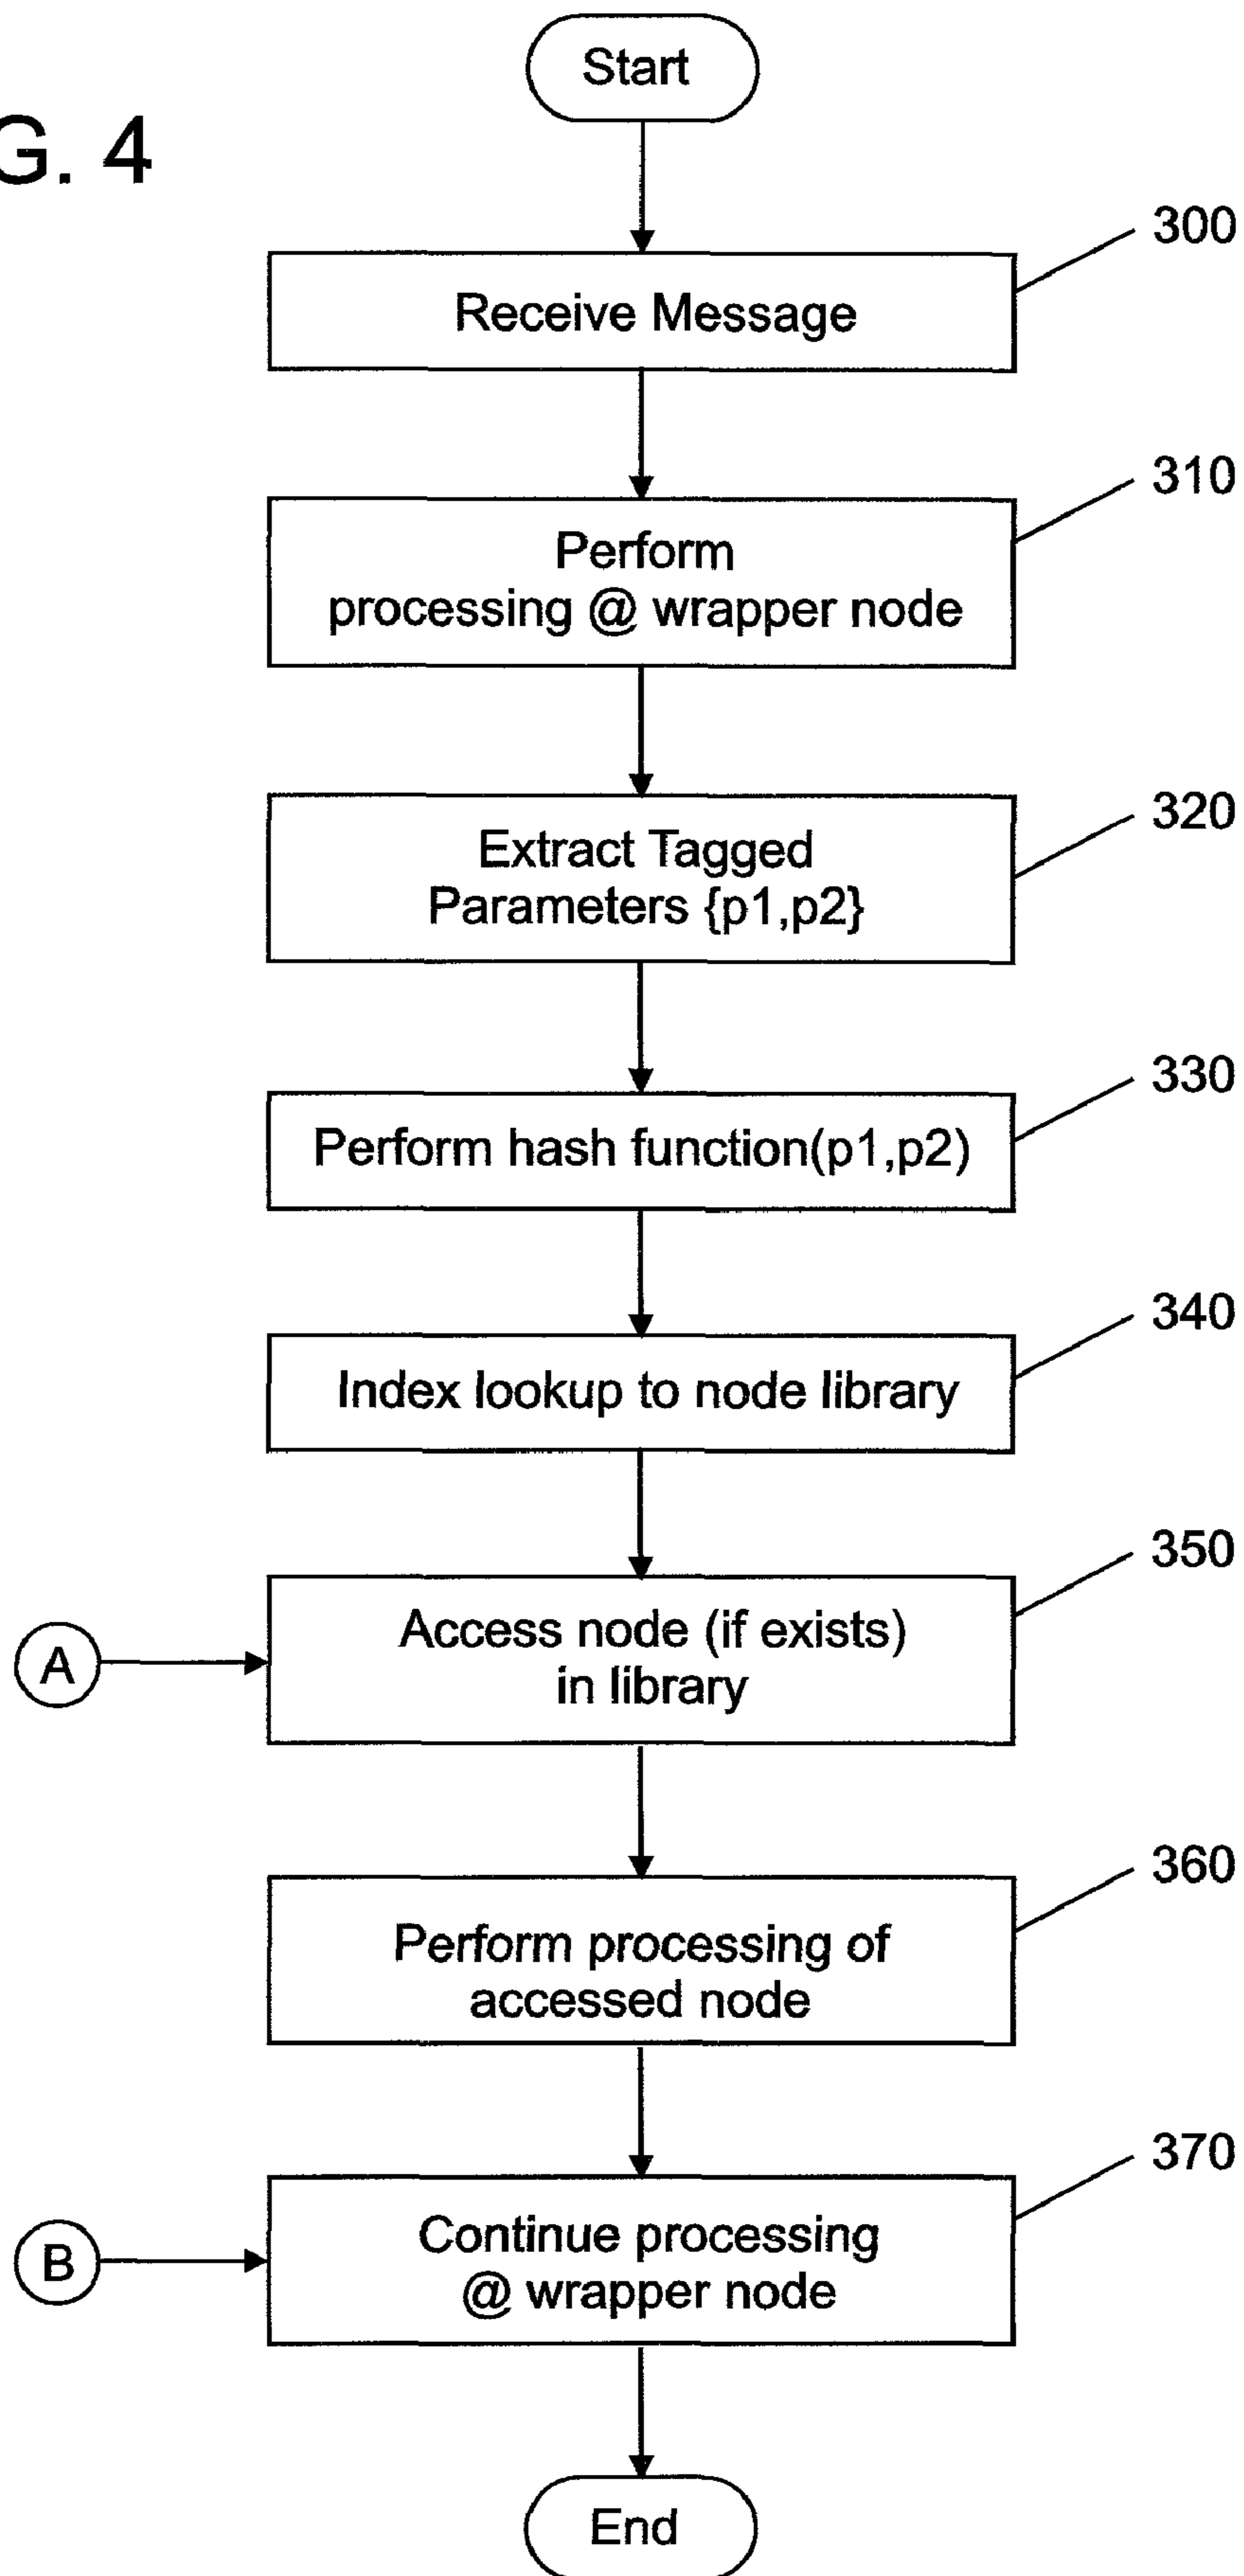 Start
G. 4
300
Receive Message
310
Perform
processing @ wrapper node
320
Extract Tagged
Parameters {p1,p2}
330
Perform hash function(p1,p2)
340
Index lookup to node library
350
A
Access node (if exists)
in library
360
Perform processing of
accessed node
370
B
Continue processing
@ wrapper node
End